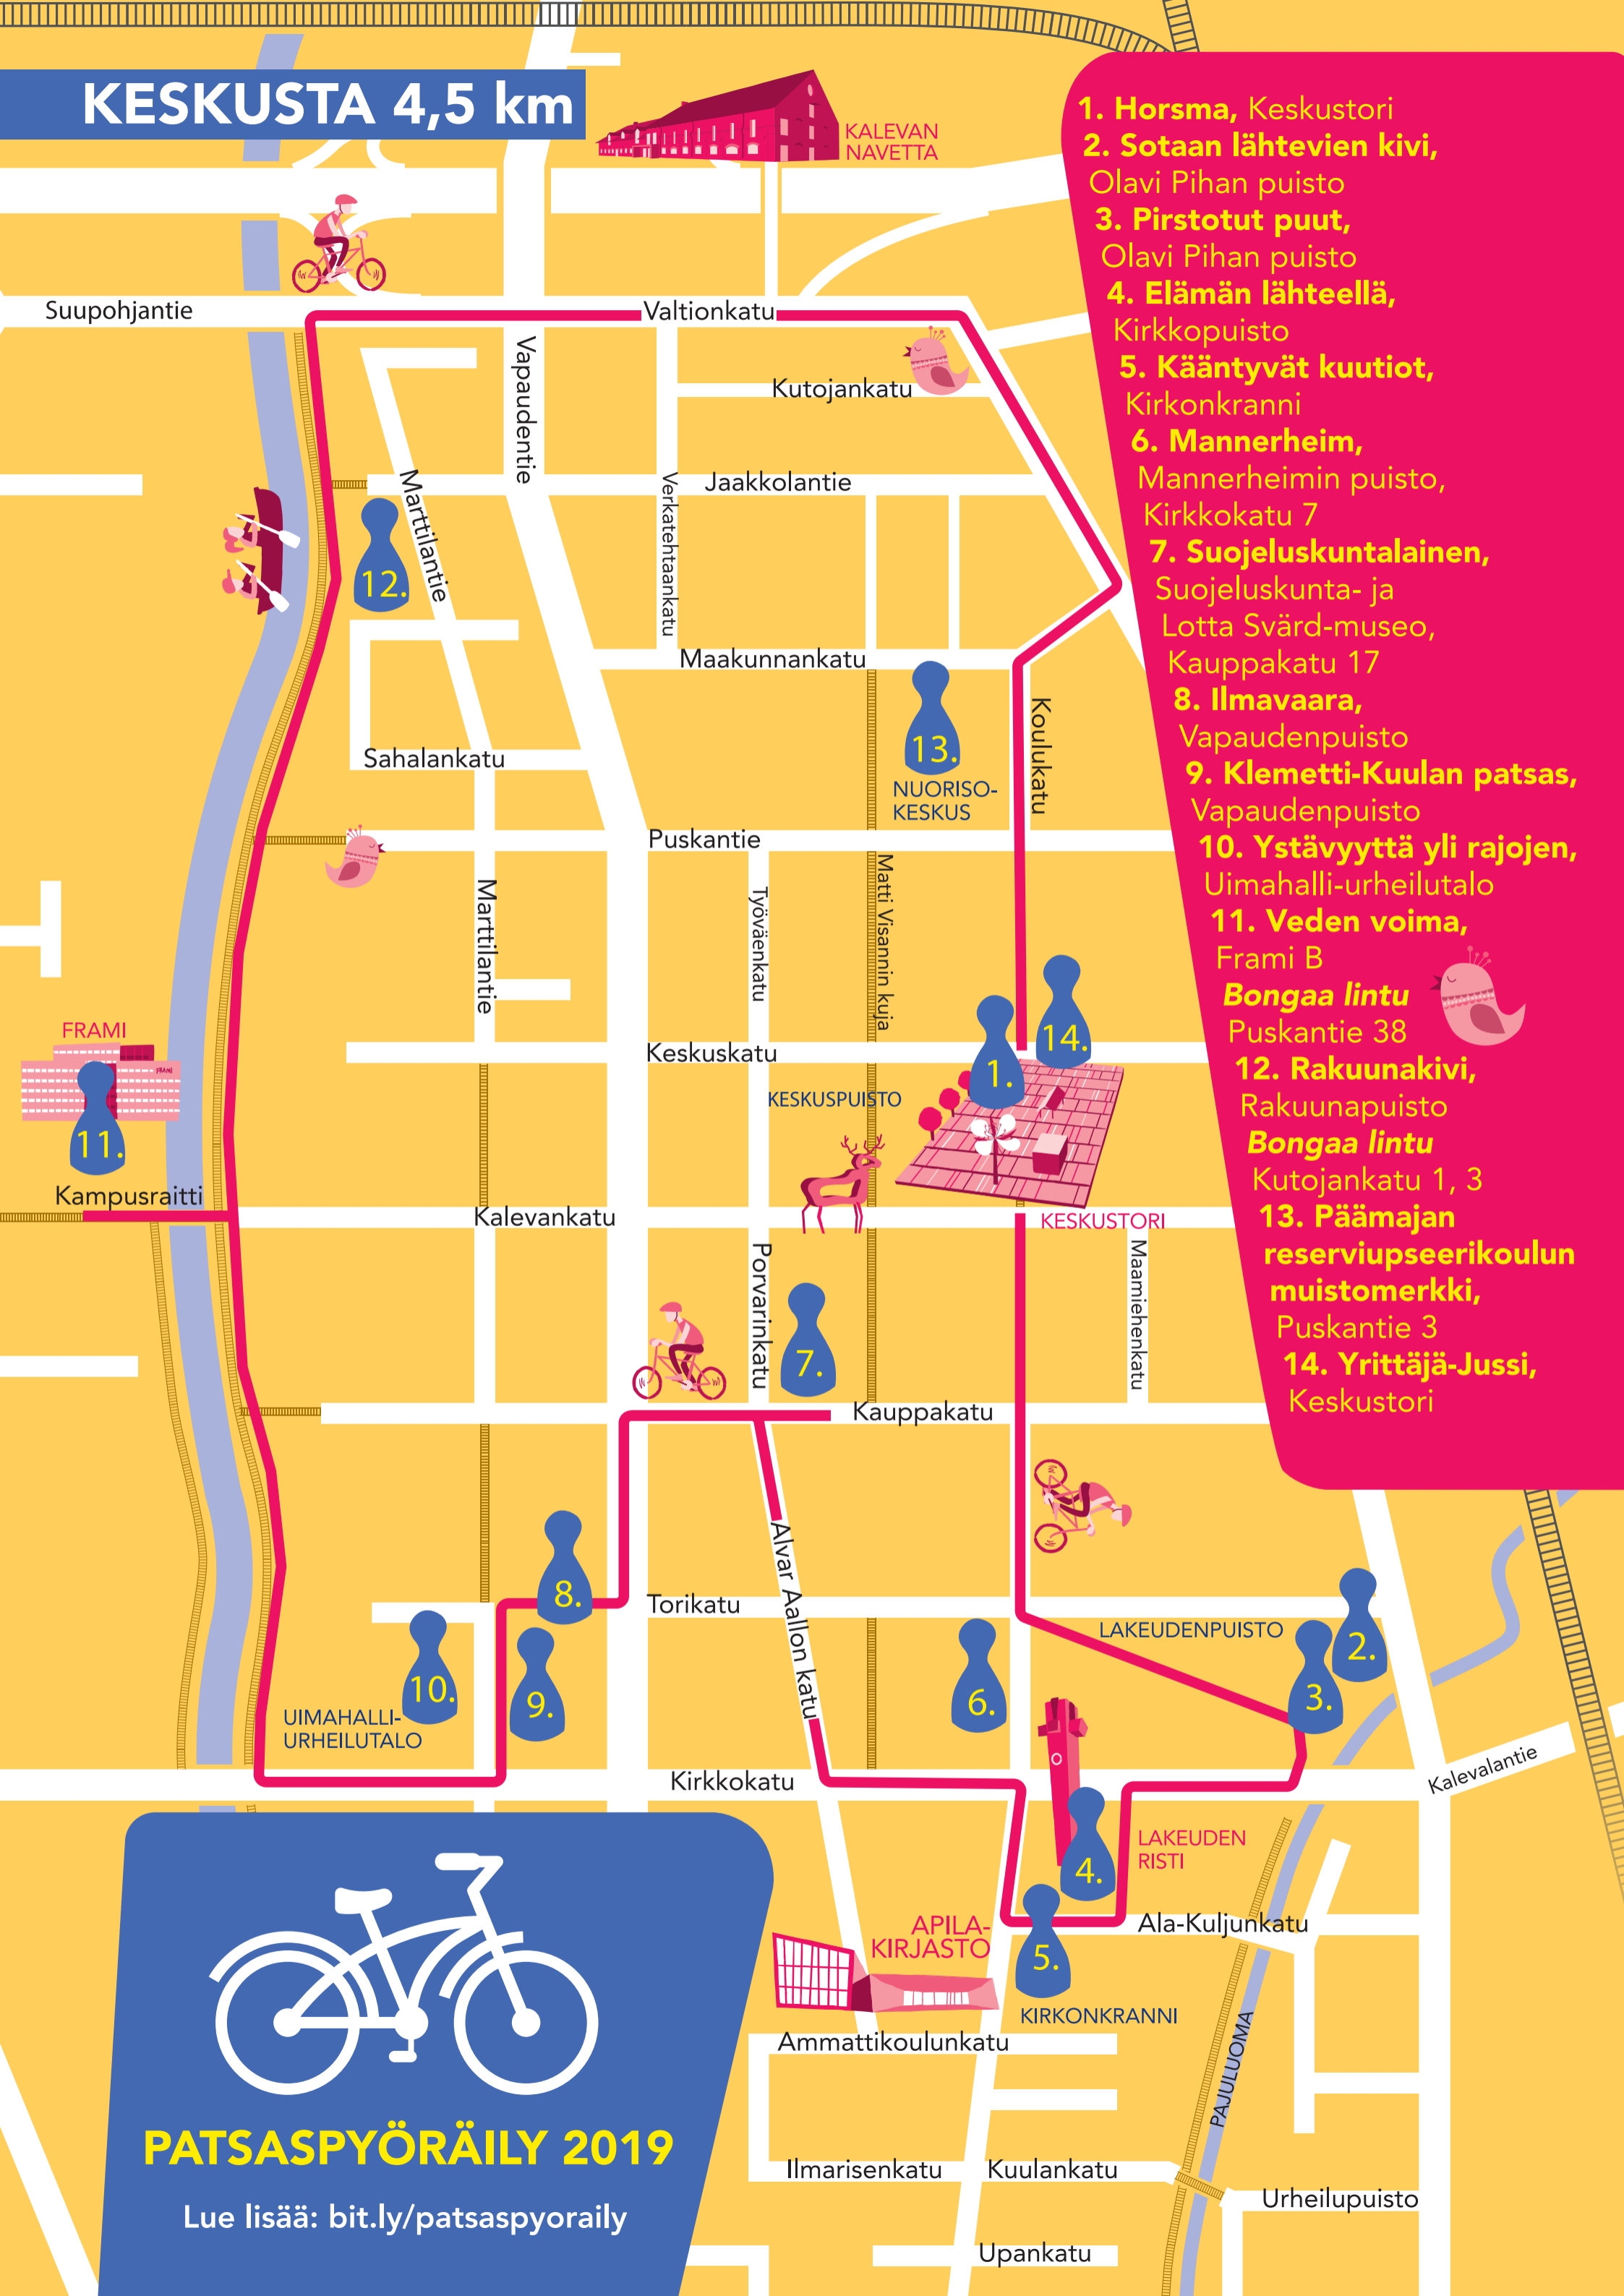 KESKUSTA 4,5 km
KALEVAN
NAVETTA
1. Horsma, Keskustori
2. Sotaan lähtevien kivi,
Olavi Pihan puisto
3. Pirstotut puut,
Olavi Pihan puisto
4. Elämän lähteellä,
Kirkkopuisto
5. Kääntyvät kuutiot,
Kirkonkranni
6. Mannerheim,
Mannerheimin puisto,
Kirkkokatu 7
7. Suojeluskuntalainen,
Suojeluskunta- ja
Lotta Svärd-museo,
Kauppakatu 17
8. Ilmavaara,
Vapaudenpuisto
9. Klemetti-Kuulan patsas,
Vapaudenpuisto
10. Ystävyyttä yli rajojen,
Uimahalli-urheilutalo
11. Veden voima,
Frami B
Bongaa lintu
Puskantie 38
12. Rakuunakivi,
Rakuunapuisto
Bongaa lintu
Kutojankatu 1, 3
13. Päämajan
reserviupseerikoulun
muistomerkki,
Puskantie 3
14. Yrittäjä-Jussi,
Keskustori
Suupohjantie
Valtionkatu
Vapaudentie
Kutojankatu
Marttilantie
Verkatehtaankatu
Jaakkolantie
12.
Maakunnankatu
13.
NUORISO-
KESKUS
Koulukatu
Sahalankatu
Puskantie
Marttilantie
Työväenkatu
Matti Visannin kuja
14.
1.
FRAMI
FRAMI
11.
Keskuskatu
KESKUSPUISTO
Kampusraitti
Kalevankatu
KESKUSTORI
Porvarinkatu
Maamiehenkatu
7.
Kauppakatu
Alvar Aallon katu
8.
Torikatu
LAKEUDENPUISTO
2.
3.
6.
10.
9.
UIMAHALLI-
URHEILUTALO
Kirkkokatu
Kalevalantie
LAKEUDEN
RISTI
4.
Ala-Kuljunkatu
APILA-
KIRJASTO
5.
KIRKONKRANNI
Ammattikoulunkatu
PAJULUOMA
Ilmarisenkatu
Kuulankatu
Urheilupuisto
Upankatu
PATSASPYÖRÄILY 2019
Lue lisää: bit.ly/patsaspyoraily